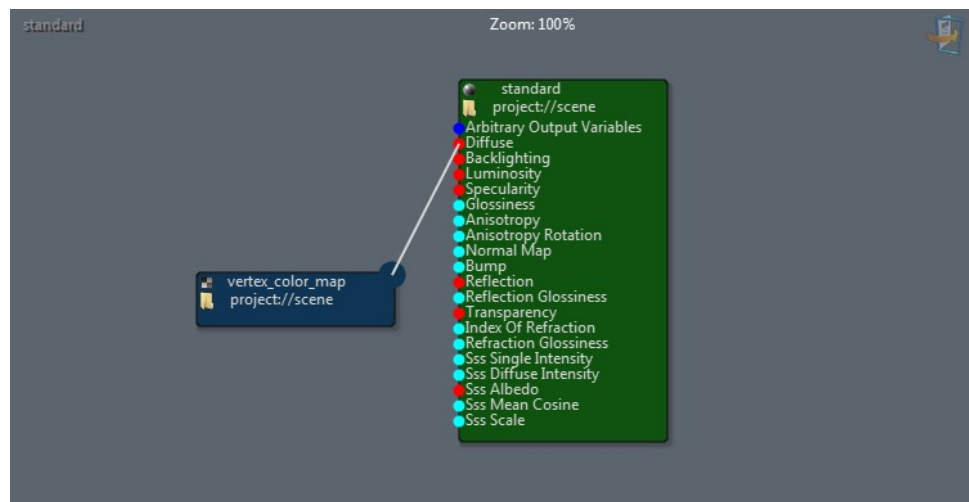 standard
Zoom: 100%
standard
project://scene
Arbitrary Output Variables
Diffuse
Backlighting
Luminosity
Specularity
Glossiness
Anisotropy
Anisotropy Rotation
Normal Map
Bump
Reflection
Reflection Glossiness
Transparency
Index Of Refraction
Refraction Glossiness
Sss Single Intensity
Sss Diffuse Intensity
Sss Albedo
Sss Mean Cosine
Sss Scale
vertex_color_map
project://scene